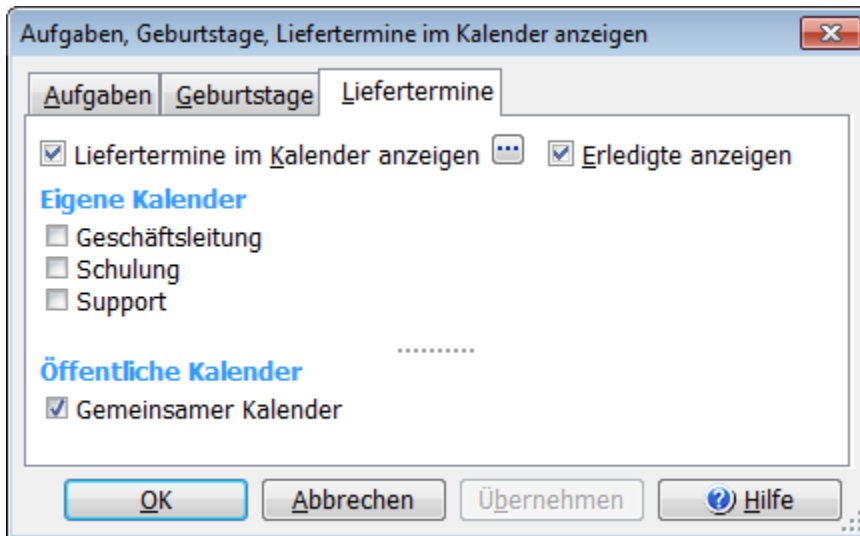 Aufgaben, Geburtstage, Liefertermine im Kalender anzeigen
Aufgaben Geburtstage Liefertermine
Liefertermine im Kalender anzeigen ... Erledigte anzeigen
Eigene Kalender
Geschäftsleitung
Schulung
Support
Öffentliche Kalender
Gemeinsamer Kalender
OK Abbrechen Übernehmen Hilfe